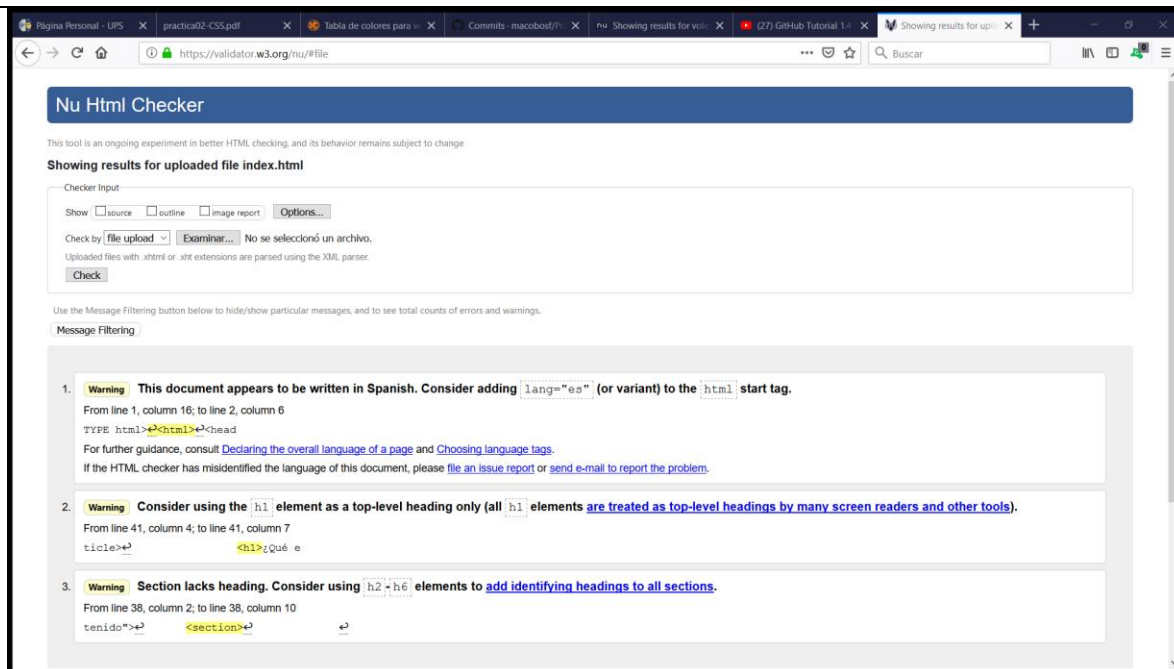 Página Personal - UPS
practica02-CSS.pdf
Tabla de colores para w
Commits · macobosf/Pr
nu Showing results for voic
(27) GitHub Tutorial 1.4
Showing results for uplo
https://validator.w3.org/nu/#file
Buscar
Nu Html Checker
This tool is an ongoing experiment in better HTML checking, and its behavior remains subject to change
Showing results for uploaded file index.html
Checker Input
Show source outline image report Options...
Check by file upload Examinar... No se seleccionó un archivo.
Uploaded files with .xhtml or .xht extensions are parsed using the XML parser.
Check
Use the Message Filtering button below to hide/show particular messages, and to see total counts of errors and warnings.
Message Filtering
1. Warning This document appears to be written in Spanish. Consider adding lang="es" (or variant) to the html start tag.
From line 1, column 16; to line 2, column 6
TYPE html>↩<html>↩<head
For further guidance, consult Declaring the overall language of a page and Choosing language tags.
If the HTML checker has misidentified the language of this document, please file an issue report or send e-mail to report the problem.
2. Warning Consider using the h1 element as a top-level heading only (all h1 elements are treated as top-level headings by many screen readers and other tools).
From line 41, column 4; to line 41, column 7
ticle>↩ <h1>¿Qué e
3. Warning Section lacks heading. Consider using h2-h6 elements to add identifying headings to all sections.
From line 38, column 2; to line 38, column 10
tenido">↩ <section>↩ ↩